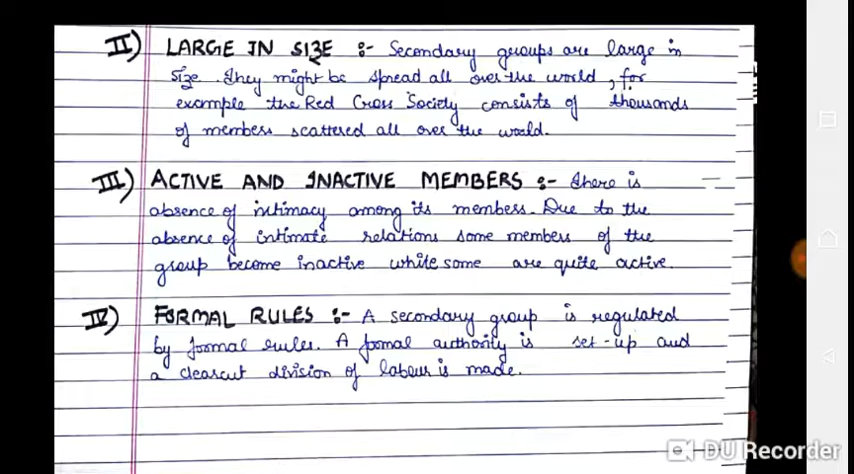 II) LARGE IN SIZE :- Secondary groups are large in
size. They might be spread all over the world, for
example the Red Cross Society consists of thousands
of members scattered all over the world.
III) ACTIVE AND INACTIVE MEMBERS :- There is
absence of intimacy among its members. Due to the
absence of intimate relations some members of the
group become inactive while some are quite active.
IV) FORMAL RULES :- A secondary group is regulated
by formal rules. A formal authority is set-up and
a clearcut division of labour is made.
DU Recorder